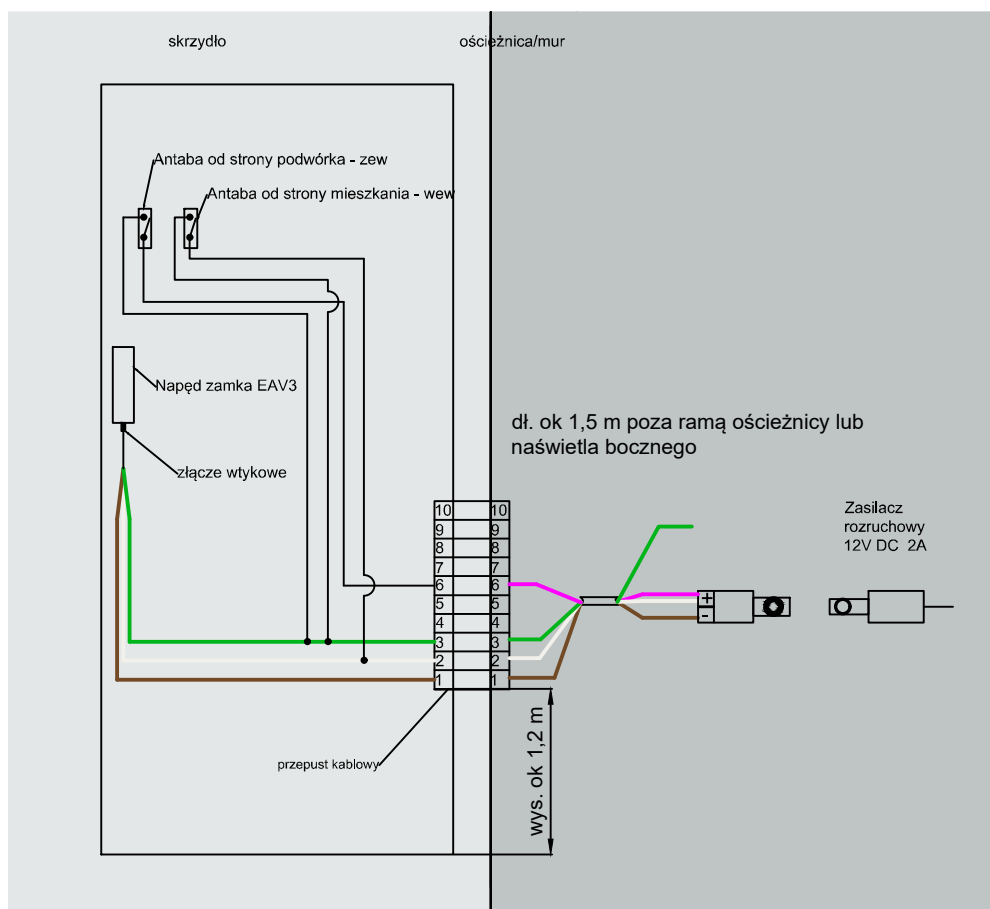 skrzydło
ościeżnica/mur
Antaba od strony podwórka - zew
Antaba od strony mieszkania - wew
Napęd zamka EAV3
złącze wtykowe
dł. ok 1,5 m poza ramą ościeżnicy lub
naświetla bocznego
Zasilacz
rozruchowy
12V DC 2A
10 10
9 9
8 8
7 7
6 6
5 5
4 4
3 3
2 2
1 1
+
-
przepust kablowy
wys. ok 1,2 m